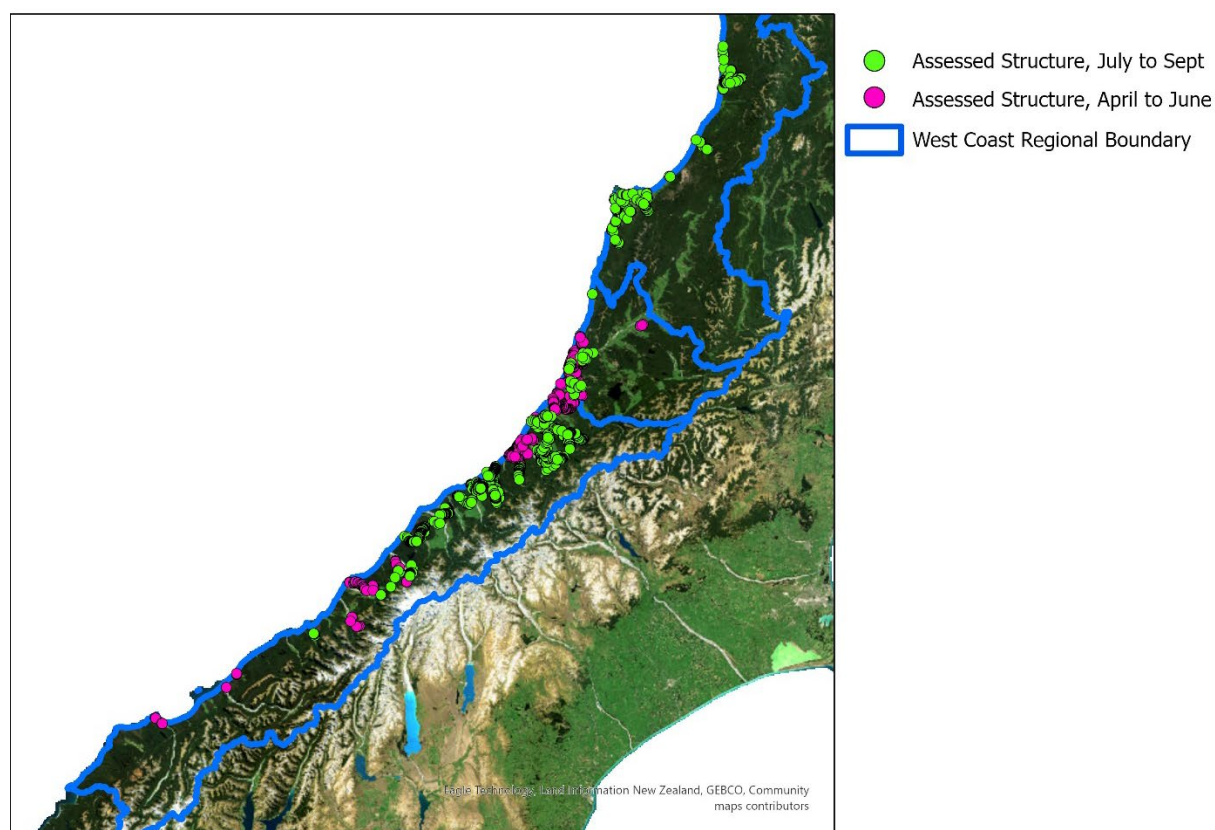 Assessed Structure, July to Sept
Assessed Structure, April to June
West Coast Regional Boundary
Eagle Technology, Land Information New Zealand, GEBCO, Community
maps contributors